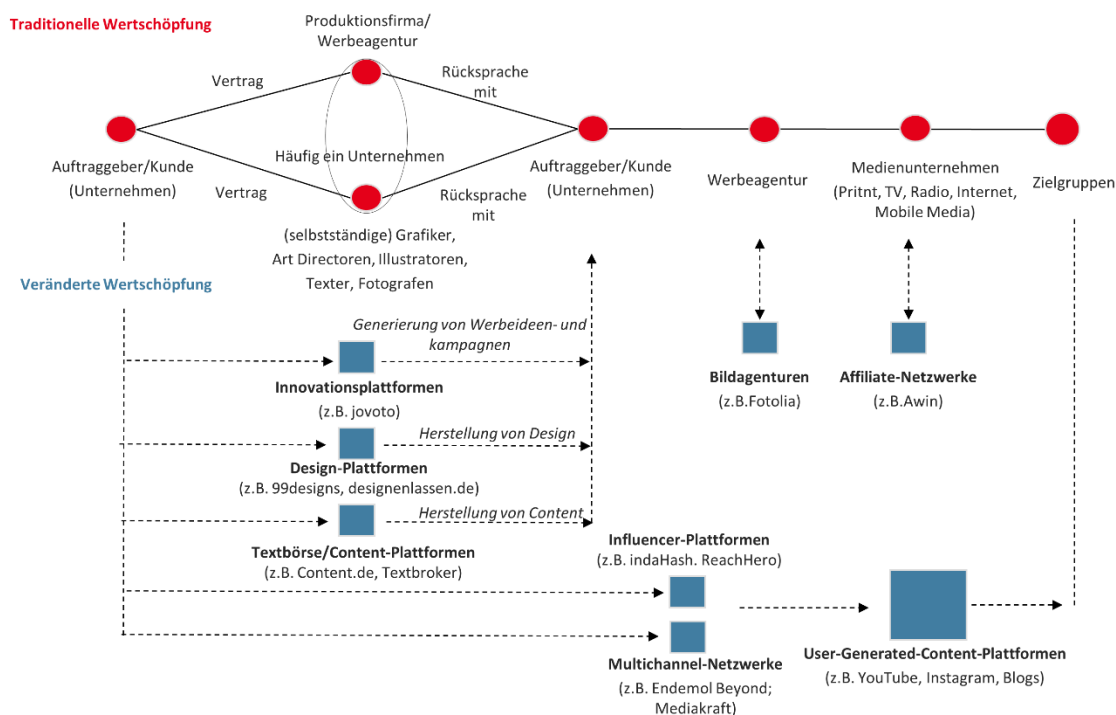 Traditionelle Wertschöpfung
Produktionsfirma/
Werbeagentur
Vertrag
Rücksprache
mit
Häufig ein Unternehmen
Auftraggeber/Kunde
(Unternehmen)
Vertrag
Rücksprache
mit
Auftraggeber/Kunde
(Unternehmen)
Werbeagentur
Medienunternehmen
(Pritnt, TV, Radio, Internet,
Mobile Media)
Zielgruppen
(selbstständige) Grafiker,
Art Directoren, Illustratoren,
Texter, Fotografen
Veränderte Wertschöpfung
Generierung von Werbeideen- und
kampagnen
Innovationsplattformen
(z.B. jovoto)
Bildagenturen
(z.B.Fotolia)
Affiliate-Netzwerke
(z.B.Awin)
Herstellung von Design
Design-Plattformen
(z.B. 99designs, designenlassen.de)
Herstellung von Content
Textbörse/Content-Plattformen
(z.B. Content.de, Textbroker)
Influencer-Plattformen
(z.B. indaHash. ReachHero)
Multichannel-Netzwerke
(z.B. Endemol Beyond;
Mediakraft)
User-Generated-Content-Plattformen
(z.B. YouTube, Instagram, Blogs)